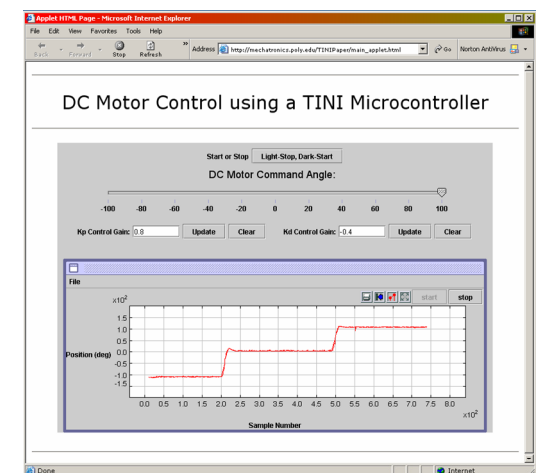 Applet HTML Page - Microsoft Internet Explorer
File Edit View Favorites Tools Help
Back Forward Stop Refresh » Address http://mechatronics.poly.edu/TINIPaper/main_applet.html Go Norton AntiVirus
DC Motor Control using a TINI Microcontroller
Start or Stop Light-Stop, Dark-Start
DC Motor Command Angle:
-100 -80 -60 -40 -20 0 20 40 60 80 100
Kp Control Gain: 0.8 Update Clear Kd Control Gain: -0.4 Update Clear
File
start stop
x10²
1.5
1.0
0.5
Position (deg) 0.0
-0.5
-1.0
-1.5
0.0 0.5 1.0 1.5 2.0 2.5 3.0 3.5 4.0 4.5 5.0 5.5 6.0 6.5 7.0 7.5 8.0
x10²
Sample Number
Done Internet